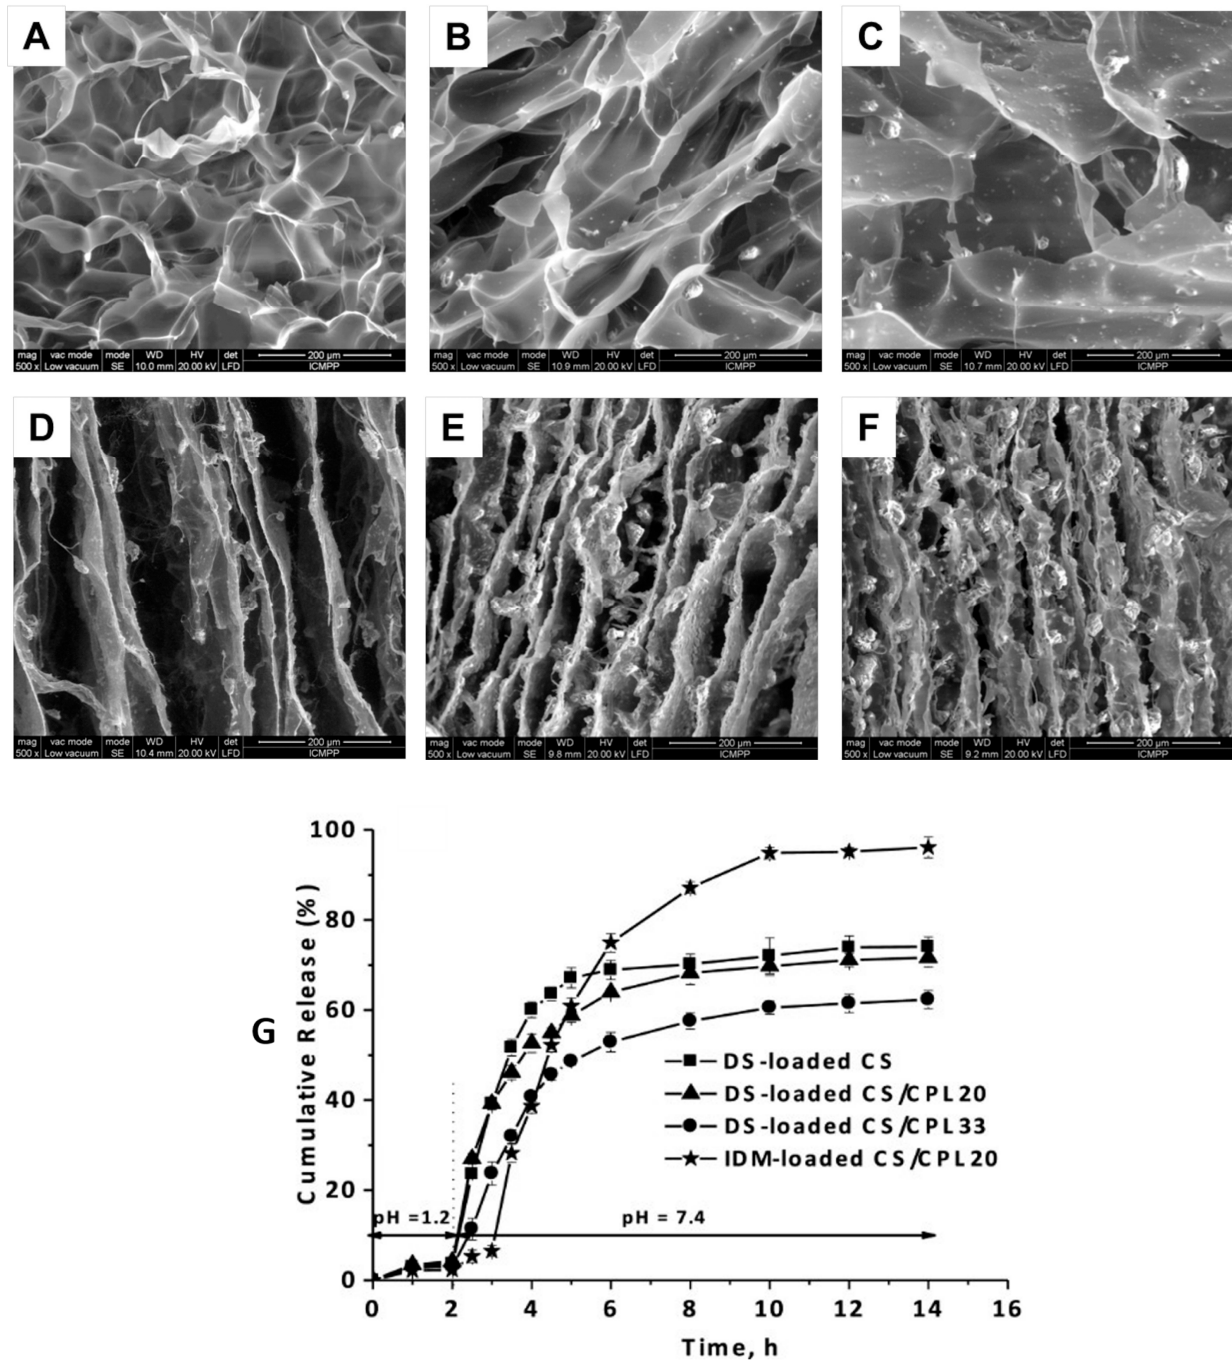 A
B
C
mag vac mode mode WD HV det 200 µm
500 x Low vacuum SE 10.0 mm 20.00 kV LFD ICMPP
mag vac mode mode WD HV det 200 µm
500 x Low vacuum SE 10.9 mm 20.00 kV LFD ICMPP
mag vac mode mode WD HV det 200 µm
500 x Low vacuum SE 10.7 mm 20.00 kV LFD ICMPP
D
E
F
mag vac mode mode WD HV det 200 µm
500 x Low vacuum SE 10.4 mm 20.00 kV LFD ICMPP
mag vac mode mode WD HV det 200 µm
500 x Low vacuum SE 9.8 mm 20.00 kV LFD ICMPP
mag vac mode mode WD HV det 200 µm
500 x Low vacuum SE 9.2 mm 20.00 kV LFD ICMPP
G
Cumulative Release (%)
100
80
60
40
20
0
DS-loaded CS
DS-loaded CS/CPL20
DS-loaded CS/CPL33
IDM-loaded CS/CPL20
pH =1.2
pH = 7.4
0 2 4 6 8 10 12 14 16
Time, h